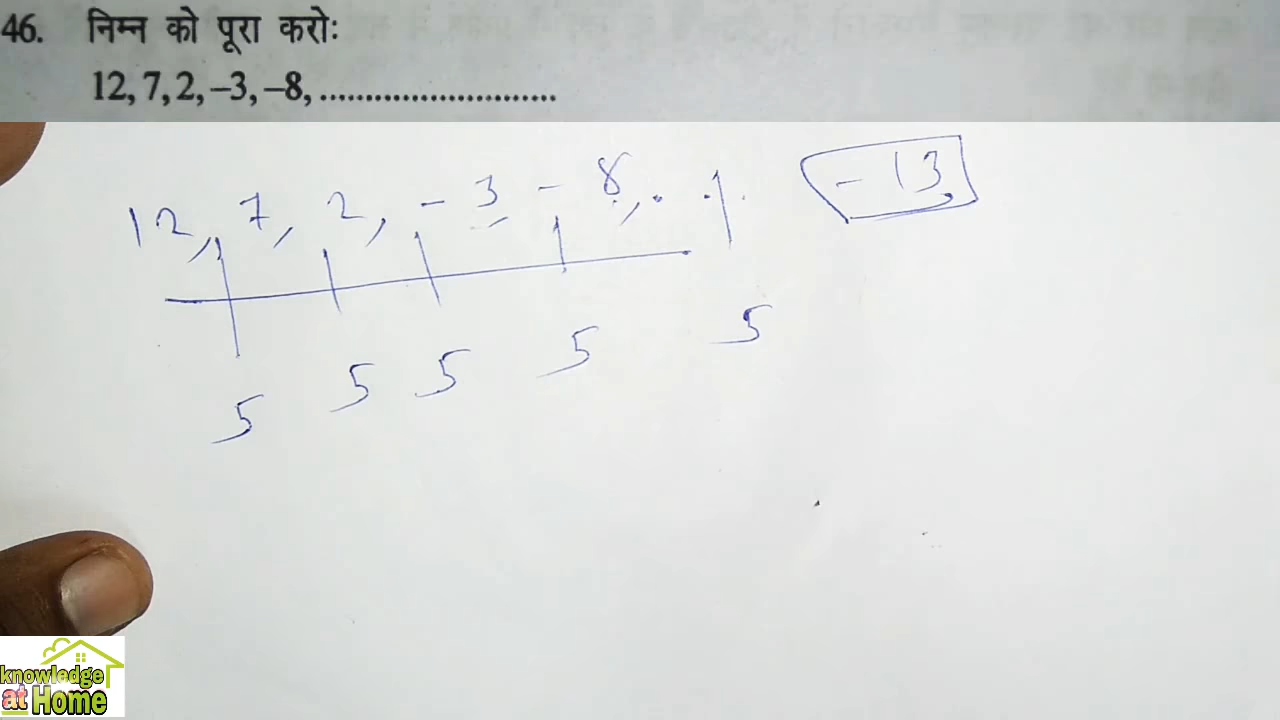 46. निम्न को पूरा करोः
12, 7, 2, –3, –8, ..........................
12, 7, 2, - 3 - 8, . . . - 13,
5 5 5 5 5
knowledge
at Home